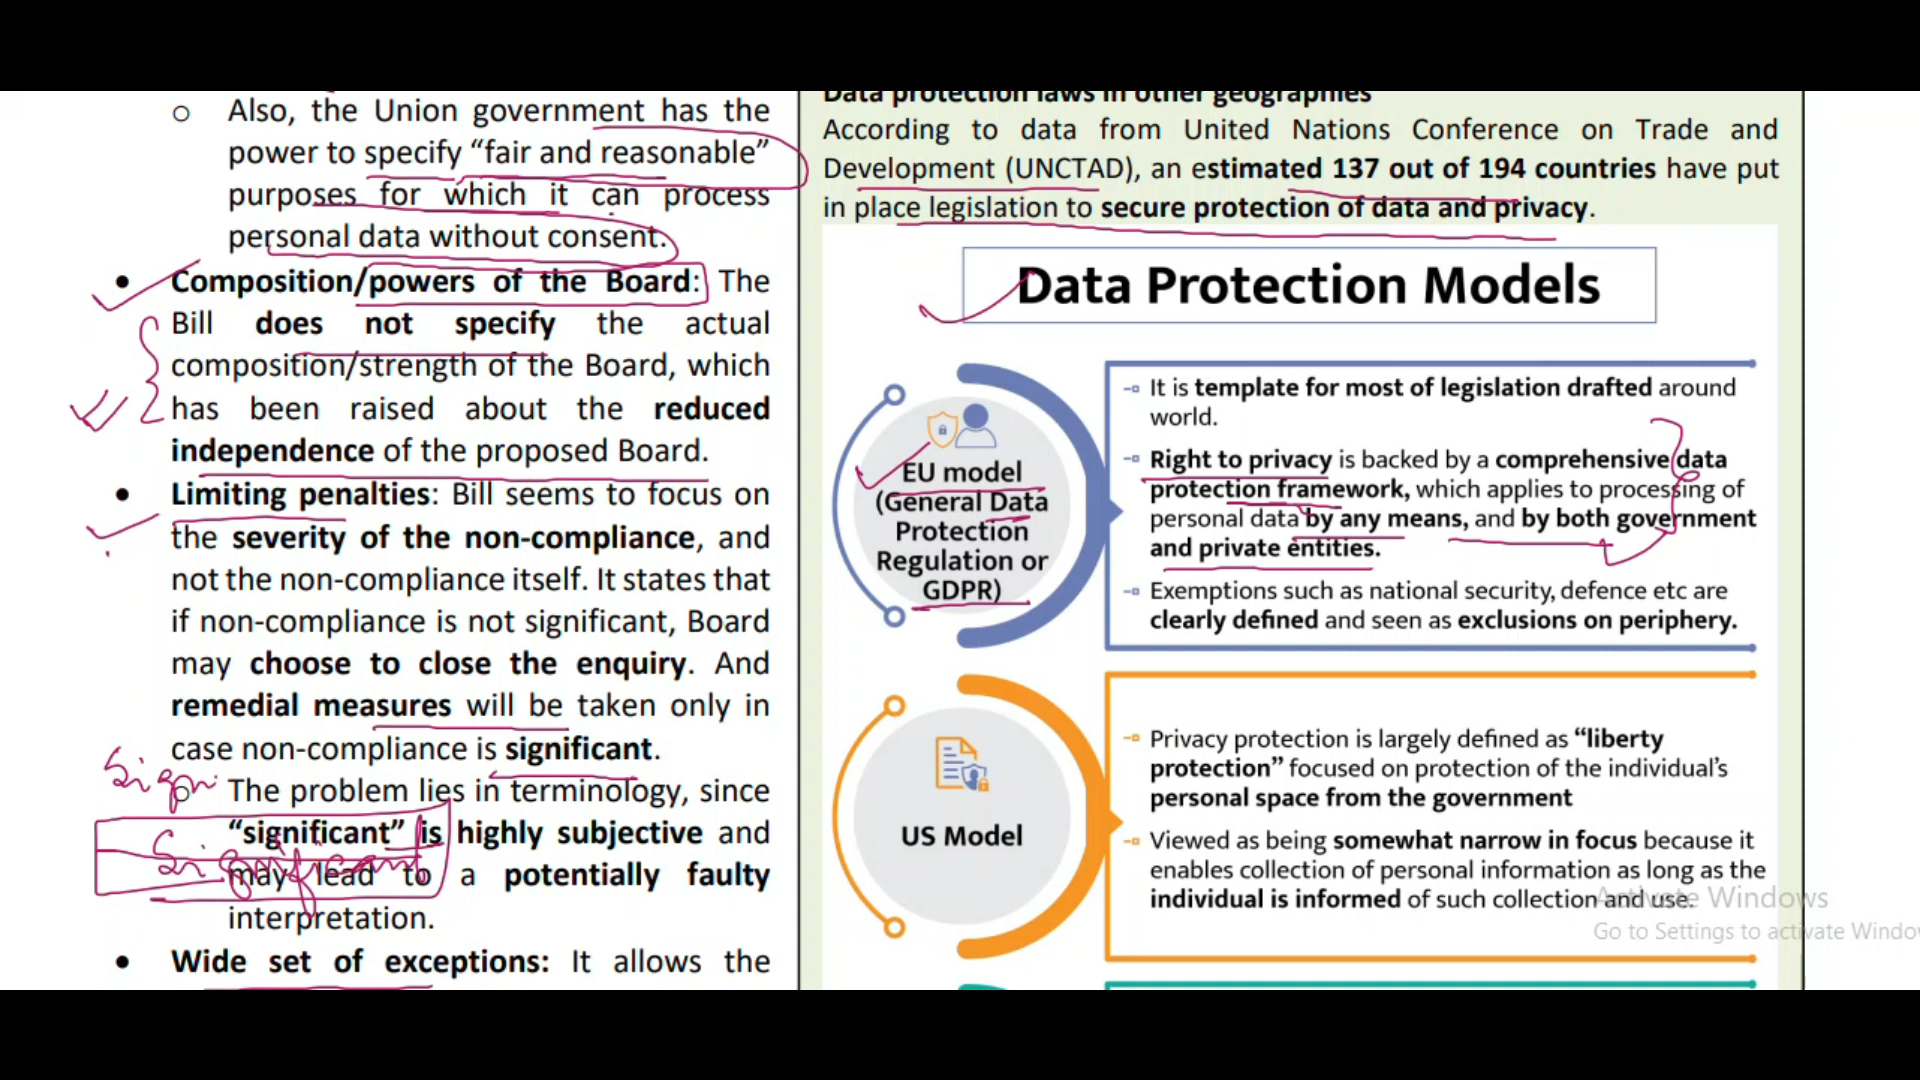 o Also, the Union government has the
power to specify “fair and reasonable”
purposes for which it can process
personal data without consent.
• Composition/powers of the Board: The
Bill does not specify the actual
composition/strength of the Board, which
has been raised about the reduced
independence of the proposed Board.
• Limiting penalties: Bill seems to focus on
the severity of the non-compliance, and
not the non-compliance itself. It states that
if non-compliance is not significant, Board
may choose to close the enquiry. And
remedial measures will be taken only in
case non-compliance is significant.
Sign
o The problem lies in terminology, since
“significant” is highly subjective and
Significant
may lead to a potentially faulty
interpretation.
• Wide set of exceptions: It allows the
Data protection laws in other geographies
According to data from United Nations Conference on Trade and
Development (UNCTAD), an estimated 137 out of 194 countries have put
in place legislation to secure protection of data and privacy.
Data Protection Models
EU model
(General Data
Protection
Regulation or
GDPR)
It is template for most of legislation drafted around
world.
Right to privacy is backed by a comprehensive data
protection framework, which applies to processing of
personal data by any means, and by both government
and private entities.
Exemptions such as national security, defence etc are
clearly defined and seen as exclusions on periphery.
US Model
Privacy protection is largely defined as “liberty
protection” focused on protection of the individual’s
personal space from the government
Viewed as being somewhat narrow in focus because it
enables collection of personal information as long as the
individual is informed of such collection and use.
Activate Windows
Go to Settings to activate Windo